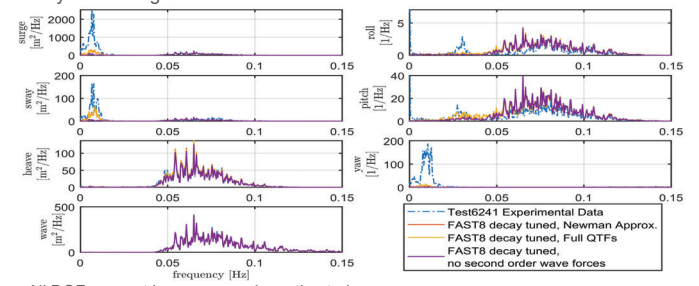 surge
[m²/Hz]
2000
1000
0
0 0.05 0.1 0.15
sway
[m²/Hz]
200
100
0
0 0.05 0.1 0.15
heave
[m²/Hz]
100
50
0
0 0.05 0.1 0.15
wave
[m²/Hz]
500
0
0 0.05 0.1 0.15
frequency [Hz]
roll
[1/Hz]
5
0
0 0.05 0.1 0.15
pitch
[1/Hz]
40
20
0
0 0.05 0.1 0.15
yaw
[1/Hz]
200
100
0
0 0.05 0.1 0.15
Test6241 Experimental Data
FAST8 decay tuned, Newman Approx.
FAST8 decay tuned, Full QTFs
FAST8 decay tuned,
no second order wave forces